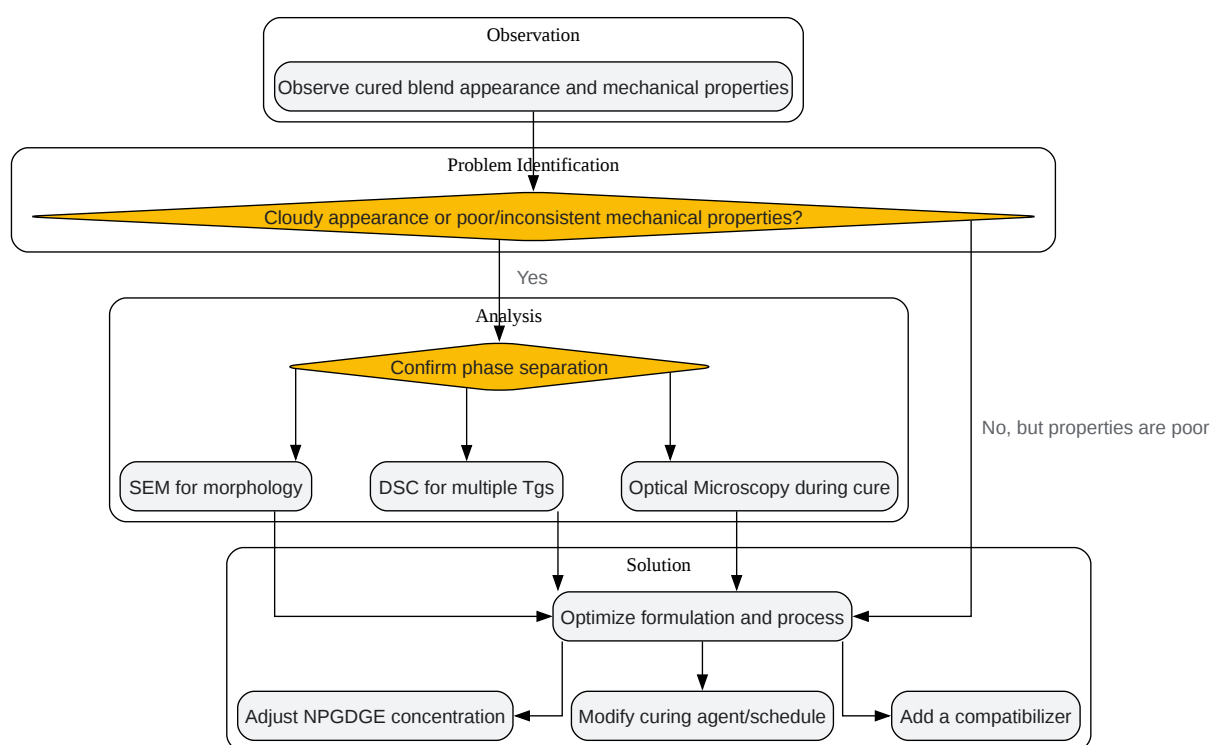 Observation
Observe cured blend appearance and mechanical properties
Problem Identification
Cloudy appearance or poor/inconsistent mechanical properties?
Yes
Analysis
Confirm phase separation
No, but properties are poor
SEM for morphology
DSC for multiple Tgs
Optical Microscopy during cure
Solution
Optimize formulation and process
Adjust NPGDGE concentration
Modify curing agent/schedule
Add a compatibilizer